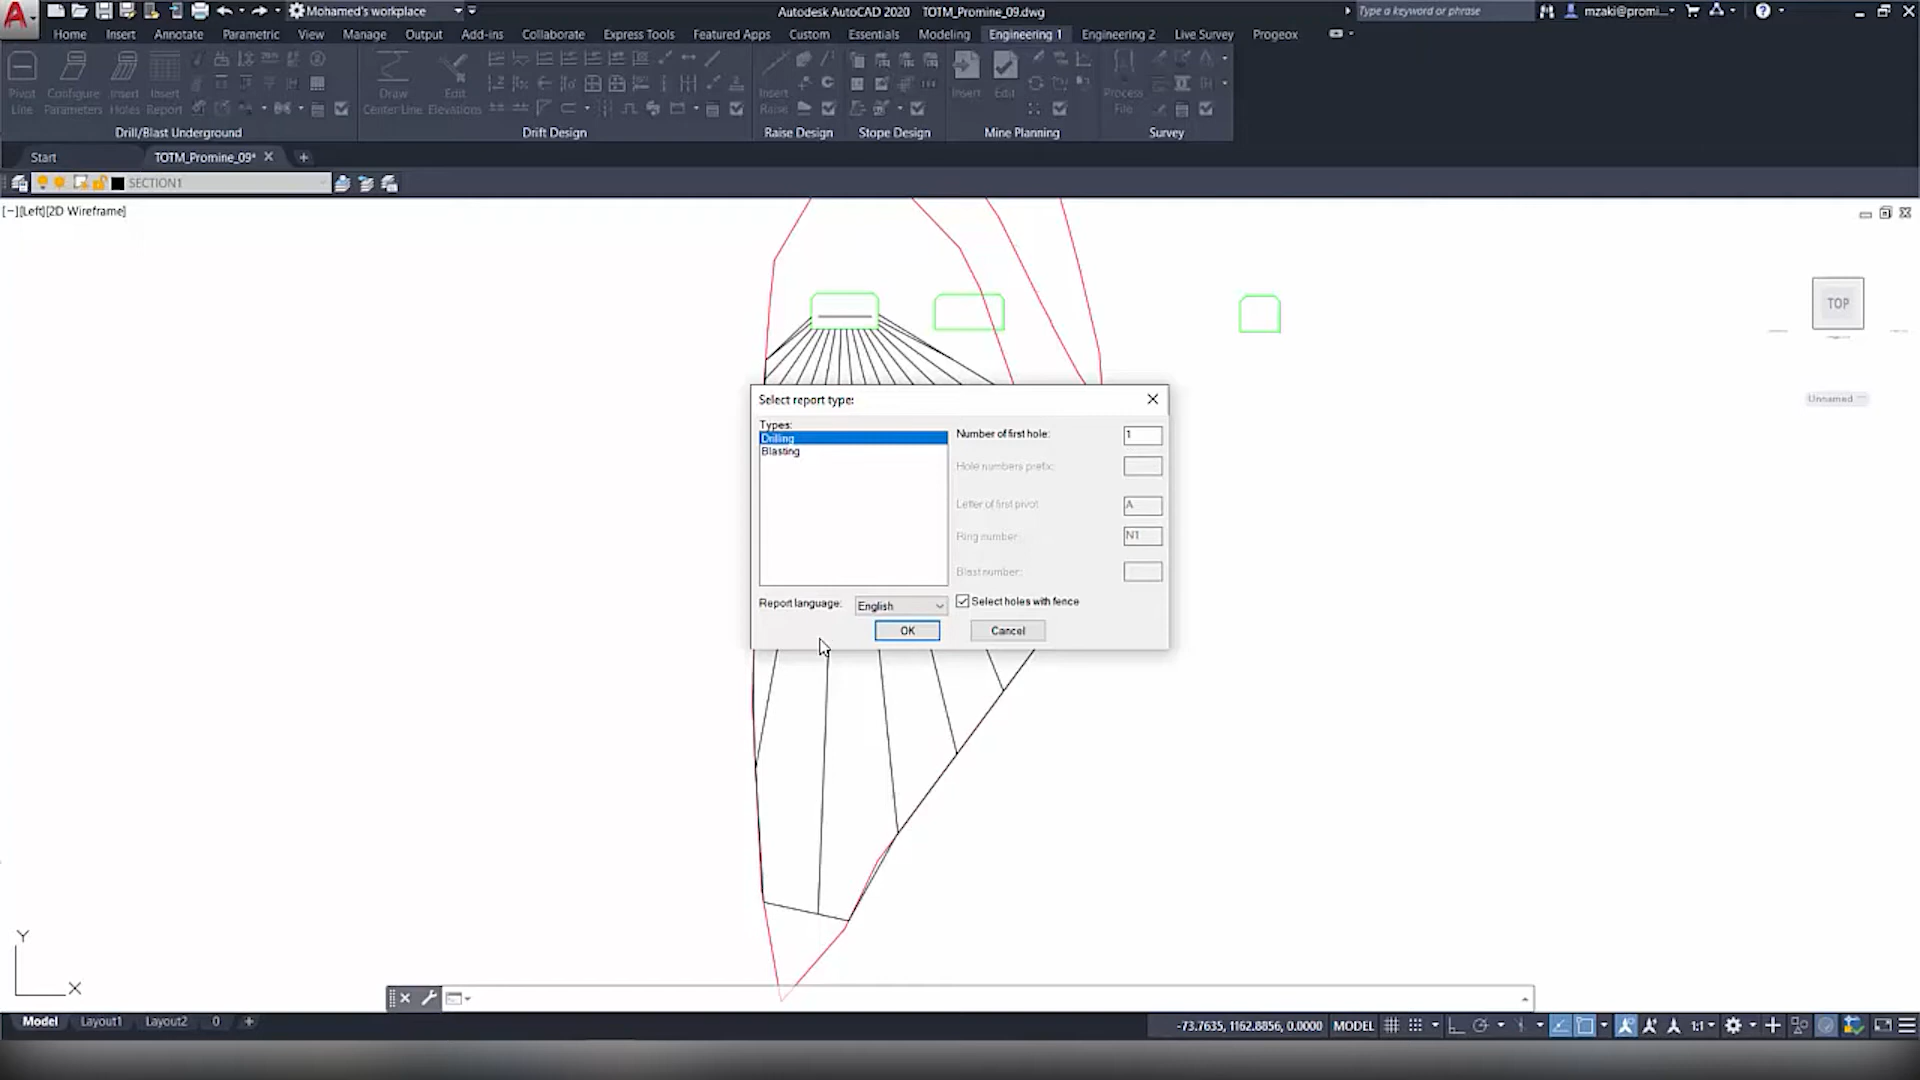 Mohamed's workplace
Autodesk AutoCAD 2020 TOTM_Promine_09.dwg
Type a keyword or phrase
mzaki@promi...
Home Insert Annotate Parametric View Manage Output Add-ins Collaborate Express Tools Featured Apps Custom Essentials Modeling Engineering 1 Engineering 2 Live Survey Progeox
Pivot Line
Configure Parameters
Insert Holes
Insert Report
Draw Center Line
Edit Elevations
Insert Raise
Insert
Edit
Process File
Drill/Blast Underground
Drift Design
Raise Design
Stope Design
Mine Planning
Survey
Start
TOTM_Promine_09*
SECTION1
[−][Left][2D Wireframe]
TOP
Unnamed
Select report type:
Types:
Drilling
Blasting
Number of first hole: 1
Hole numbers prefix:
Letter of first pivot A
Ring number: N1
Blast number:
Report language: English
Select holes with fence
OK
Cancel
Y
X
Model Layout1 Layout2 0
-73.7635, 1162.8856, 0.0000 MODEL
1:1